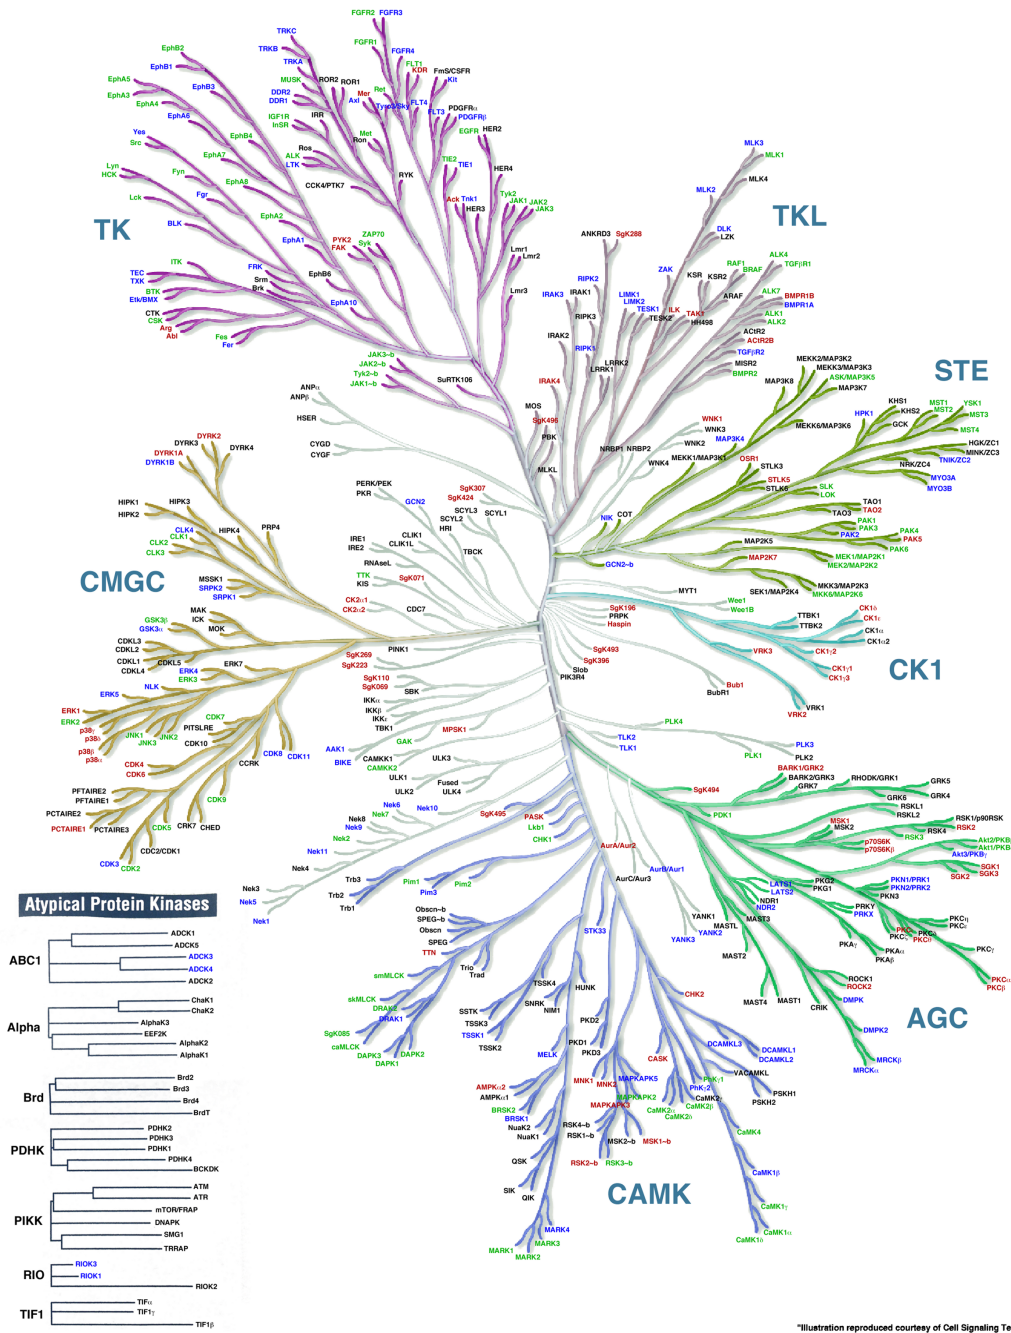 FGFR2 FGFR3
TRKC
FGFR1
EphB2
TRKB
FGFR4
EphB1
TRKA
FLT1
KDR
FmS/CSFR
Kit
EphA5
MUSK
ROR2
ROR1
EphB3
Mer
Ret
EphA3
DDR2
Axl
Tyro3/Sky
FLT4
EphA4
DDR1
FLT3
PDGFRα
PDGFRβ
EphA6
IGF1R
IRR
InSR
Yes
EphB4
Met
EGFR
HER2
Src
Ron
Ros
EphA7
ALK
TIE2
TIE1
Lyn
LTK
HER4
HCK
Fyn
RYK
EphA8
CCK4/PTK7
Lck
Fgr
Ack
Tnk1
Tyk2
JAK1
JAK2
JAK3
HER3
TK
BLK
EphA2
EphA1
PYK2
FAK
ZAP70
Syk
Lmr1
Lmr2
ITK
FRK
TEC
TXK
EphB6
Srm
Brk
BTK
Etk/BMX
EphA10
Lmr3
CTK
CSK
Arg
Abl
Fes
Fer
JAK3~b
JAK2~b
Tyk2~b
JAK1~b
SuRTK106
MLK3
MLK1
MLK4
MLK2
TKL
DLK
LZK
ANKRD3
SgK288
ZAK
KSR
KSR2
RAF1
BRAF
ALK4
TGFβR1
RIPK2
IRAK3
IRAK1
LIMK1
LIMK2
TESK1
TESK2
ILK
TAK1
HH498
ARAF
ALK7
BMPR1B
BMPR1A
ALK1
ALK2
RIPK3
IRAK2
RIPK1
ACtR2
ACtR2B
TGFβR2
MISR2
BMPR2
LRRK2
LRRK1
IRAK4
MOS
SgK496
PBK
MLKL
NRBP1
NRBP2
WNK1
WNK3
WNK2
WNK4
STE
MEKK2/MAP3K2
MEKK3/MAP3K3
ASK/MAP3K5
MAP3K8
MAP3K7
MAP3K4
MEKK6/MAP3K6
MEKK1/MAP3K1
HPK1
KHS1
KHS2
GCK
MST1
MST2
YSK1
MST3
MST4
HGK/ZC1
MINK/ZC3
TNIK/ZC2
NRK/ZC4
MYO3A
MYO3B
OSR1
STLK3
STLK5
STLK6
SLK
LOK
TAO1
TAO2
TAO3
NIK
COT
PAK1
PAK3
PAK2
PAK4
PAK5
PAK6
MAP2K5
MAP2K7
MEK1/MAP2K1
MEK2/MAP2K2
GCN2~b
SEK1/MAP2K4
MKK3/MAP2K3
MKK6/MAP2K6
ANPα
ANPβ
HSER
CYGD
CYGF
PERK/PEK
PKR
GCN2
SgK307
SgK424
SCYL3
SCYL2
SCYL1
HRI
CLIK1
CLIK1L
IRE1
IRE2
TBCK
RNAseL
TTK
KIS
SgK071
CK2α1
CK2α2
CDC7
PINK1
SgK269
SgK223
SgK110
SgK069
SBK
IKKα
IKKβ
IKKε
TBK1
MPSK1
GAK
AAK1
BIKE
CAMKK1
CAMKK2
ULK3
ULK1
ULK2
Fused
ULK4
Nek6
Nek10
Nek7
Nek8
Nek9
Nek2
Nek11
Nek4
Nek3
Nek5
Nek1
CMGC
DYRK2
DYRK3
DYRK4
DYRK1A
DYRK1B
HIPK1
HIPK3
HIPK2
HIPK4
PRP4
CLK4
CLK1
CLK2
CLK3
MSSK1
SRPK2
SRPK1
MAK
ICK
MOK
GSK3β
GSK3α
CDKL3
CDKL2
CDKL1
CDKL5
CDKL4
ERK7
ERK4
ERK3
NLK
ERK5
ERK1
ERK2
p38γ
p38δ
p38β
p38α
JNK1
JNK3
JNK2
CDK7
PITSLRE
CDK10
CDK4
CDK6
CCRK
CDK8
CDK11
PFTAIRE2
PFTAIRE1
PCTAIRE2
PCTAIRE1
PCTAIRE3
CDK9
CDK5
CRK7
CHED
CDC2/CDK1
CDK3
CDK2
MYT1
Wee1
Wee1B
SgK196
PRPK
Haspin
SgK493
SgK396
Slob
PIK3R4
Bub1
BubR1
CK1
TTBK1
TTBK2
CK1δ
CK1ε
CK1α
CK1α2
CK1γ2
CK1γ1
CK1γ3
VRK3
VRK1
VRK2
PLK4
TLK2
TLK1
PLK3
PLK1
PLK2
SgK494
PDK1
AurA/Aur2
AurB/Aur1
AurC/Aur3
YANK1
YANK2
YANK3
AGC
BARK1/GRK2
BARK2/GRK3
RHODK/GRK1
GRK5
GRK7
GRK6
GRK4
RSKL1
RSKL2
RSK1/p90RSK
RSK2
RSK4
RSK3
MSK1
MSK2
p70S6K
p70S6Kβ
Akt2/PKBβ
Akt1/PKBα
Akt3/PKBγ
SGK1
SGK3
SGK2
LATS1
LATS2
NDR1
NDR2
PKG2
PKG1
PKN1/PRK1
PKN2/PRK2
PKN3
MAST3
MASTL
MAST2
MAST4
MAST1
PRKY
PRKX
PKCζ
PKCι
PKCδ
PKCθ
PKCη
PKCε
PKAγ
PKAα
PKAβ
PKCγ
PKCα
PKCβ
ROCK1
ROCK2
CRIK
DMPK
DMPK2
MRCKβ
MRCKα
CAMK
SgK495
PASK
Lkb1
CHK1
Trb3
Trb2
Trb1
Pim1
Pim3
Pim2
Obscn~b
SPEG~b
Obscn
SPEG
TTN
STK33
smMLCK
Trio
Trad
skMLCK
SgK085
caMLCK
DRAK2
DRAK1
DAPK3
DAPK2
DAPK1
TSSK4
HUNK
SNRK
NIM1
SSTK
TSSK3
TSSK1
TSSK2
CHK2
PKD2
PKD1
PKD3
MELK
MNK1
MNK2
CASK
MAPKAPK5
MAPKAPK2
MAPKAPK3
DCAMKL3
DCAMKL1
DCAMKL2
VACAMKL
PhKγ1
PhKγ2
PSKH1
PSKH2
CaMK2γ
CaMK2α
CaMK2β
CaMK2δ
AMPKα2
AMPKα1
BRSK2
BRSK1
NuaK2
NuaK1
RSK4~b
RSK1~b
MSK2~b
MSK1~b
RSK2~b
RSK3~b
QSK
SIK
QIK
MARK4
MARK3
MARK1
MARK2
CaMK4
CaMK1β
CaMK1γ
CaMK1α
CaMK1δ
Atypical Protein Kinases
ABC1
ADCK1
ADCK5
ADCK3
ADCK4
ADCK2
Alpha
ChaK1
ChaK2
AlphaK3
EEF2K
AlphaK2
AlphaK1
Brd
Brd2
Brd3
Brd4
BrdT
PDHK
PDHK2
PDHK3
PDHK1
PDHK4
BCKDK
PIKK
ATM
ATR
mTOR/FRAP
DNAPK
SMG1
TRRAP
RIO
RIOK3
RIOK1
RIOK2
TIF1
TIFα
TIF1γ
TIF1β
"Illustration reproduced courtesy of Cell Signaling Te